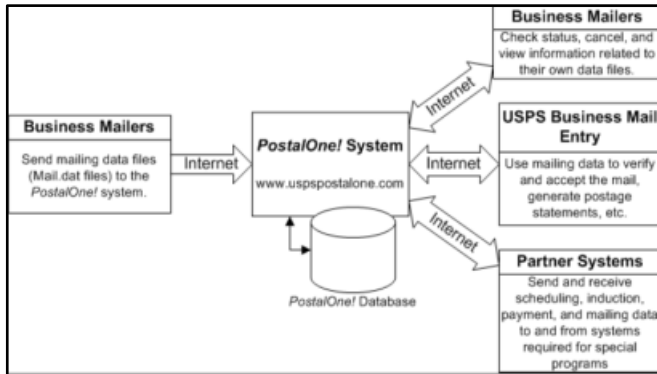 Business Mailers
Send mailing data files
(Mail.dat files) to the
PostalOne! system.
Internet
PostalOne! System
www.uspspostalone.com
PostalOne! Database
Internet
Business Mailers
Check status, cancel, and
view information related to
their own data files.
Internet
USPS Business Mail
Entry
Use mailing data to verify
and accept the mail,
generate postage
statements, etc.
Internet
Partner Systems
Send and receive
scheduling, induction,
payment, and mailing data
to and from systems
required for special
programs